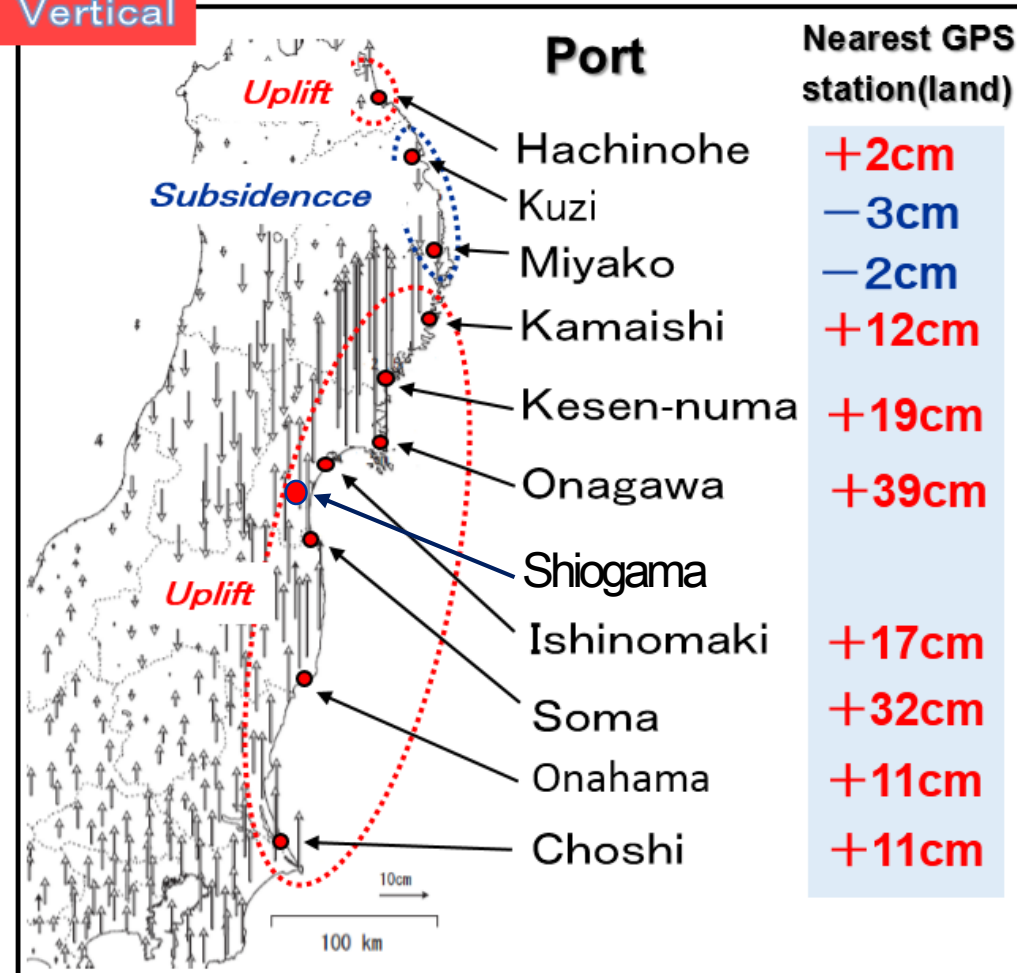 Vertical
Port
Nearest GPS
station(land)
Uplift
Hachinohe
+2cm
Subsidencce
Kuzi
−3cm
Miyako
−2cm
Kamaishi
+12cm
Kesen-numa
+19cm
Onagawa
+39cm
Shiogama
Uplift
Ishinomaki
+17cm
Soma
+32cm
Onahama
+11cm
Choshi
+11cm
10cm
100 km